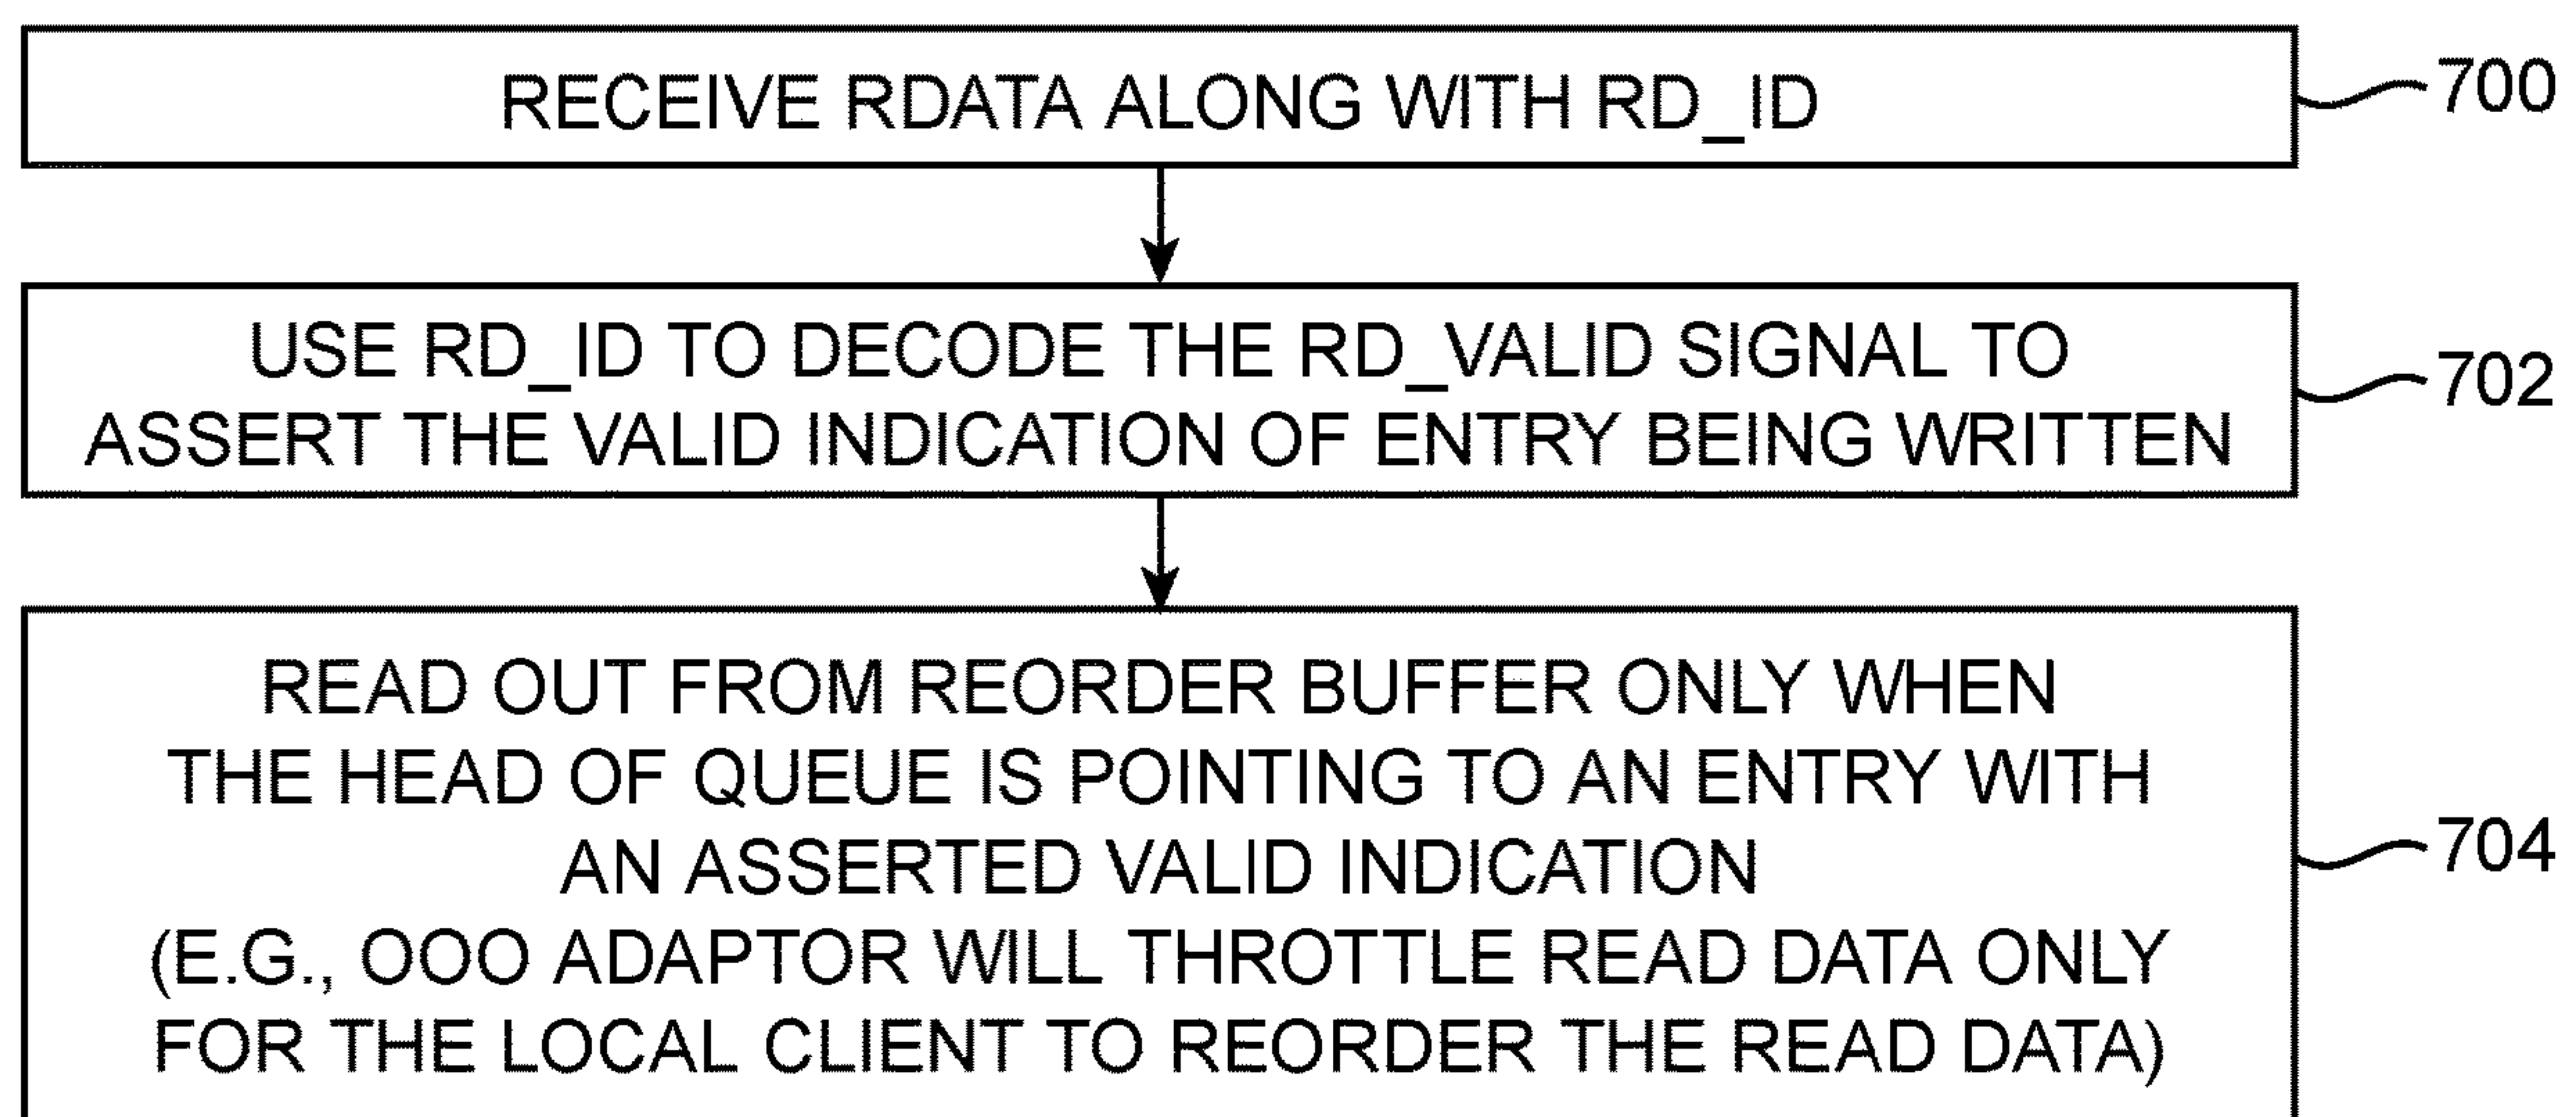 RECEIVE RDATA ALONG WITH RD_ID
700
USE RD_ID TO DECODE THE RD_VALID SIGNAL TO
ASSERT THE VALID INDICATION OF ENTRY BEING WRITTEN
702
READ OUT FROM REORDER BUFFER ONLY WHEN
THE HEAD OF QUEUE IS POINTING TO AN ENTRY WITH
AN ASSERTED VALID INDICATION
(E.G., OOO ADAPTOR WILL THROTTLE READ DATA ONLY
FOR THE LOCAL CLIENT TO REORDER THE READ DATA)
704